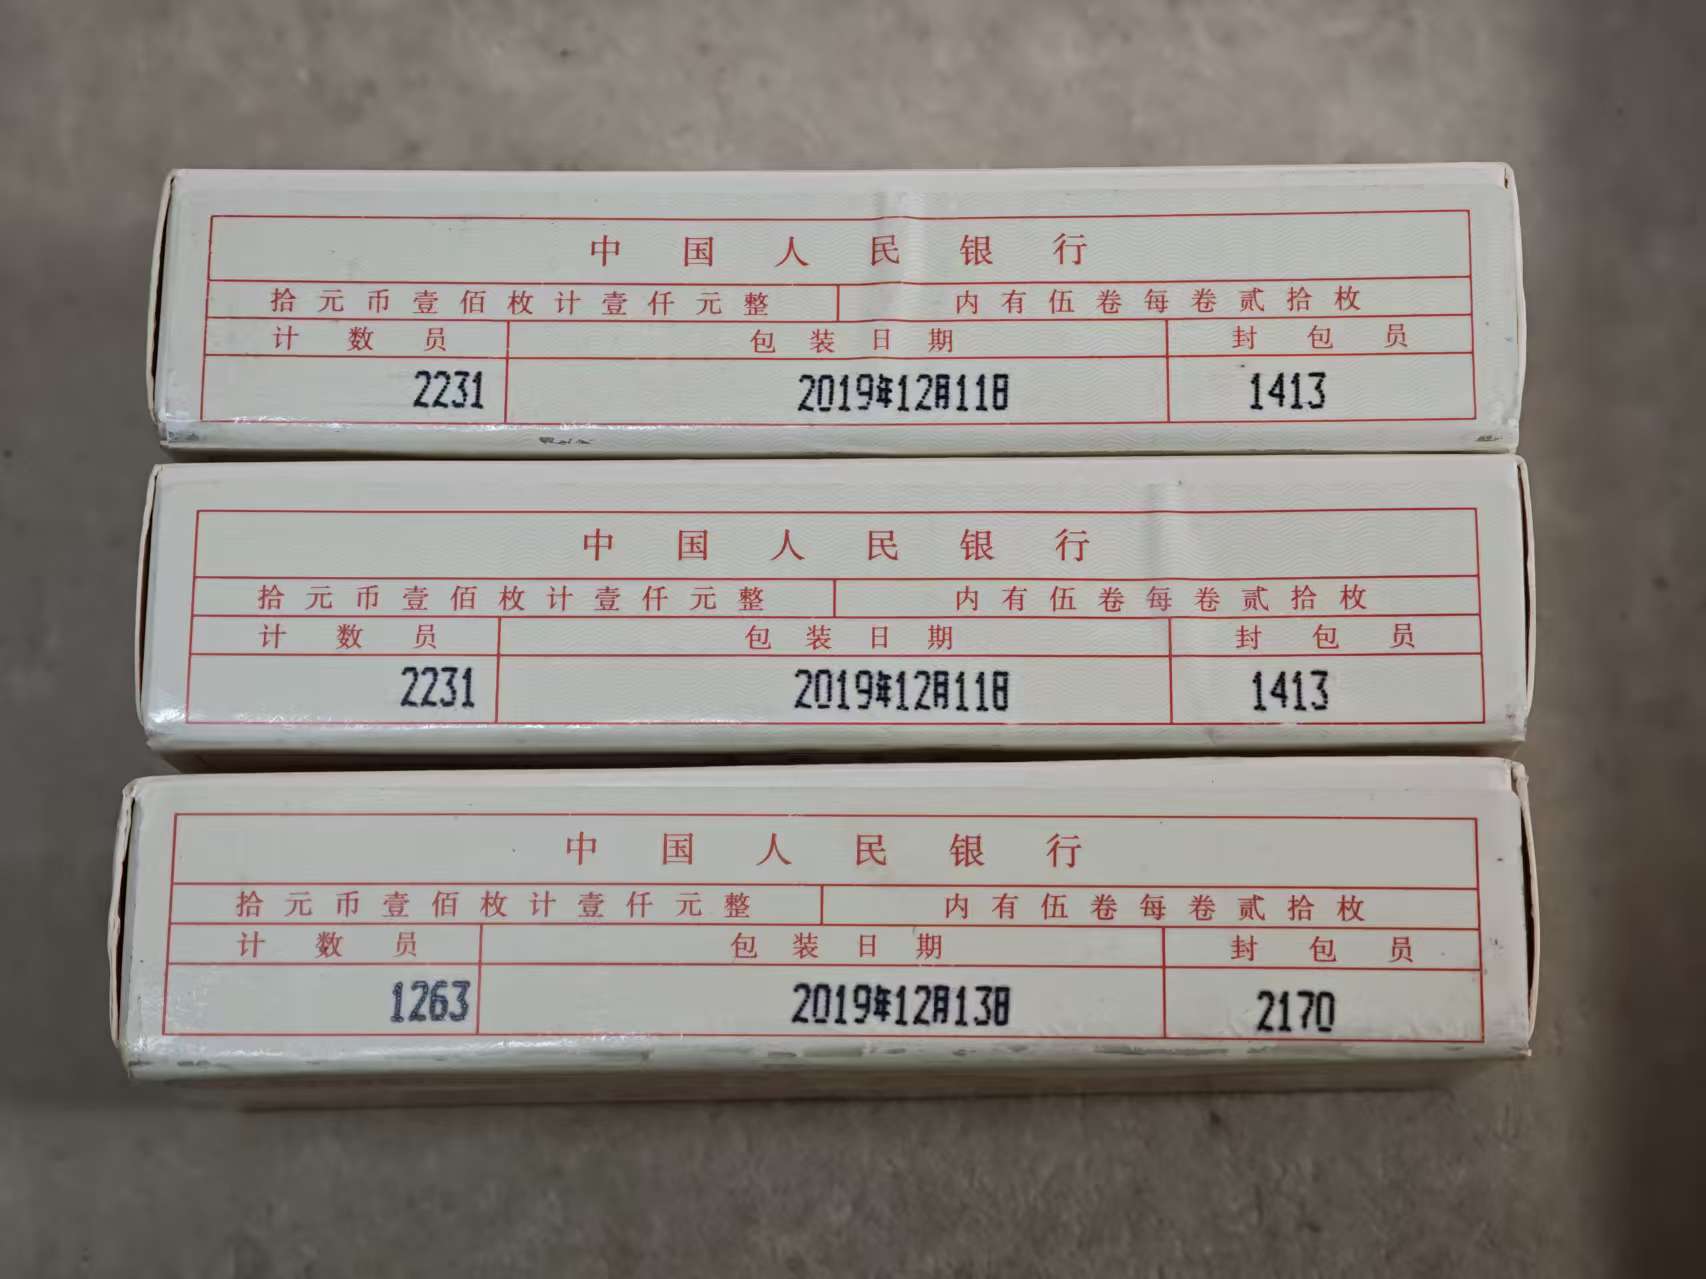 中国人民银行
拾元币壹佰枚计壹仟元整 内有伍卷每卷贰拾枚
计数员 包装日期 封包员
2231 2019年12月11日 1413
中国人民银行
拾元币壹佰枚计壹仟元整 内有伍卷每卷贰拾枚
计数员 包装日期 封包员
2231 2019年12月11日 1413
中国人民银行
拾元币壹佰枚计壹仟元整 内有伍卷每卷贰拾枚
计数员 包装日期 封包员
1263 2019年12月13日 2170